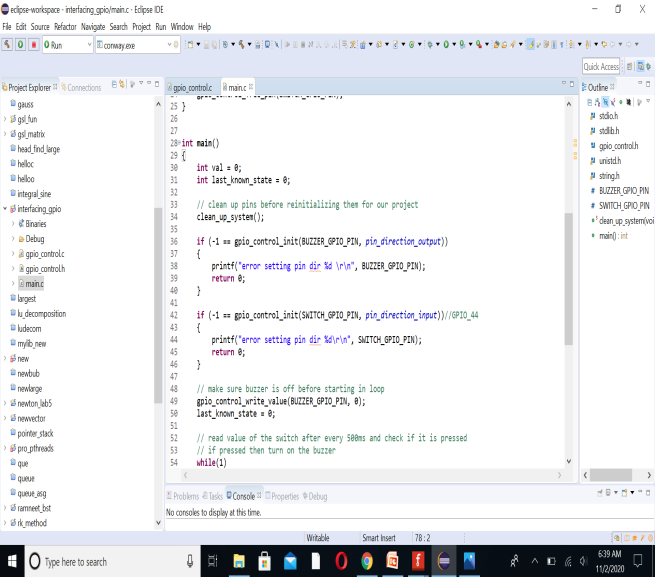 eclipse-workspace - interfacing_gpio/main.c - Eclipse IDE
File Edit Source Refactor Navigate Search Project Run Window Help
Run
conway.exe
Quick Access
Project Explorer
Connections
gauss
gsl_fun
gsl_matrix
head_find_large
helloc
helloo
integral_sine
interfacing_gpio
Binaries
Debug
gpio_control.c
gpio_control.h
main.c
largest
lu_decomposition
ludecom
mylib_new
new
newbub
newlarge
newton_lab5
newvector
pointer_stack
pro_pthreads
que
queue
queue_asg
ramneet_bst
rk_method
gpio_control.c
main.c
25 }
26
27
28 int main()
29 {
30 int val = 0;
31 int last_known_state = 0;
32
33 // clean up pins before reinitializing them for our project
34 clean_up_system();
35
36 if (-1 == gpio_control_init(BUZZER_GPIO_PIN, pin_direction_output))
37 {
38 printf("error setting pin dir %d \r\n", BUZZER_GPIO_PIN);
39 return 0;
40 }
41
42 if (-1 == gpio_control_init(SWITCH_GPIO_PIN, pin_direction_input))//GPIO_44
43 {
44 printf("error setting pin dir %d\r\n", SWITCH_GPIO_PIN);
45 return 0;
46 }
47
48 // make sure buzzer is off before starting in loop
49 gpio_control_write_value(BUZZER_GPIO_PIN, 0);
50 last_known_state = 0;
51
52 // read value of the switch after every 500ms and check if it is pressed
53 // if pressed then turn on the buzzer
54 while(1)
Outline
stdio.h
stdlib.h
gpio_control.h
unistd.h
string.h
BUZZER_GPIO_PIN
SWITCH_GPIO_PIN
clean_up_system(voi
main() : int
Problems Tasks Console Properties Debug
No consoles to display at this time.
Writable
Smart Insert
78 : 2
Type here to search
6:39 AM
11/2/2020